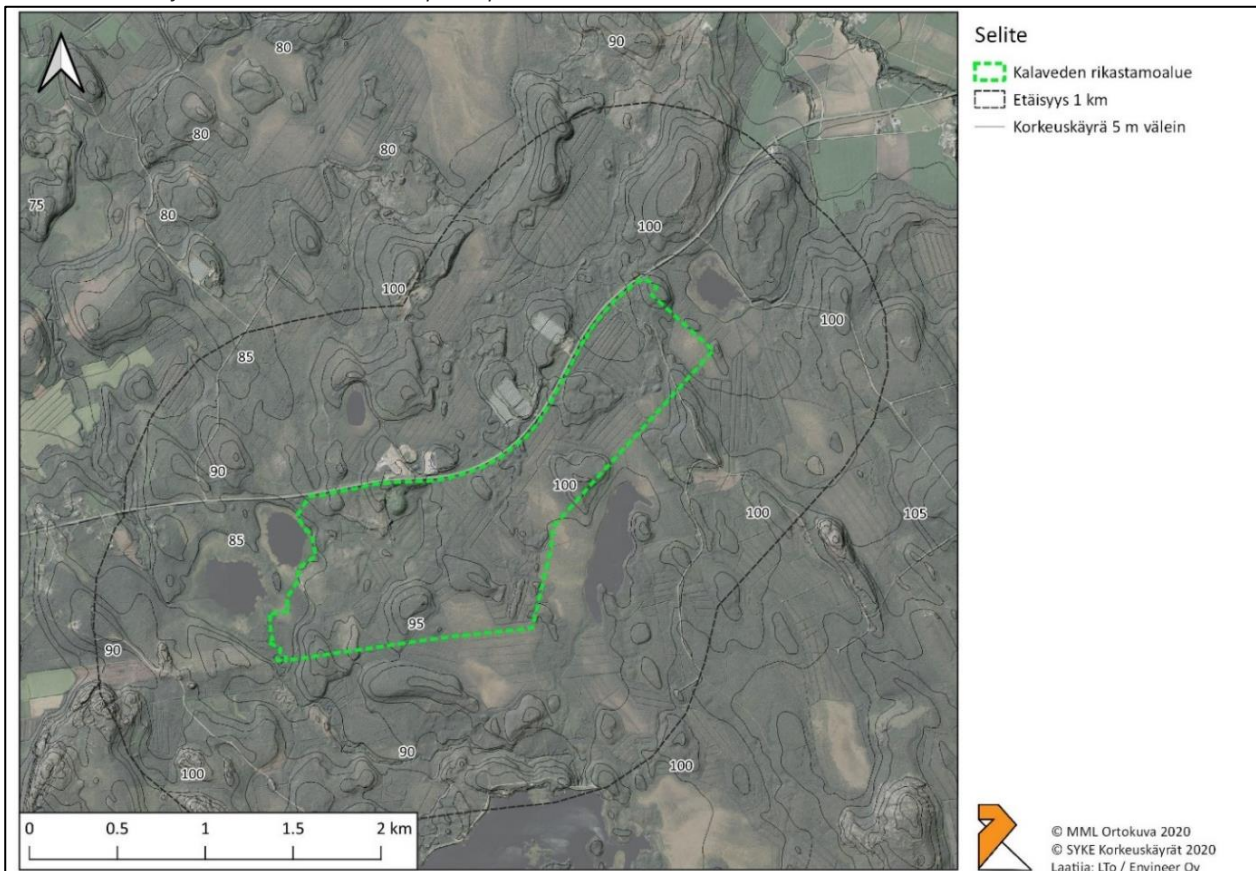 90
80
80
80
75
80
100
100
100
85
90
100
100
105
85
95
90
90
100
100
0 0.5 1 1.5 2 km
Selite
Kalaveden rikastamoalue
Etäisyys 1 km
Korkeuskäyrä 5 m välein
© MML Ortokuva 2020
© SYKE Korkeuskäyrät 2020
Laatija: LTo / Envineer Oy